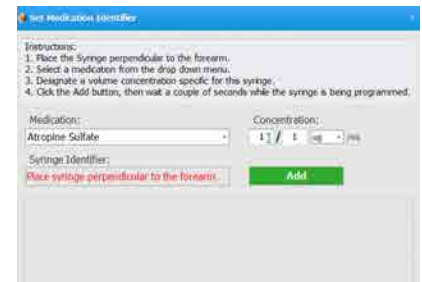 Set Medication Identifier
Instructions:
1. Place the Syringe perpendicular to the forearm.
2. Select a medication from the drop down menu.
3. Designate a volume concentration specific for this syringe.
4. Click the Add button, then wait a couple of seconds while the syringe is being programmed.
Medication: Concentration:
Atropine Sulfate / 1
Syringe Identifier:
Place syringe perpendicular to the forearm. Add